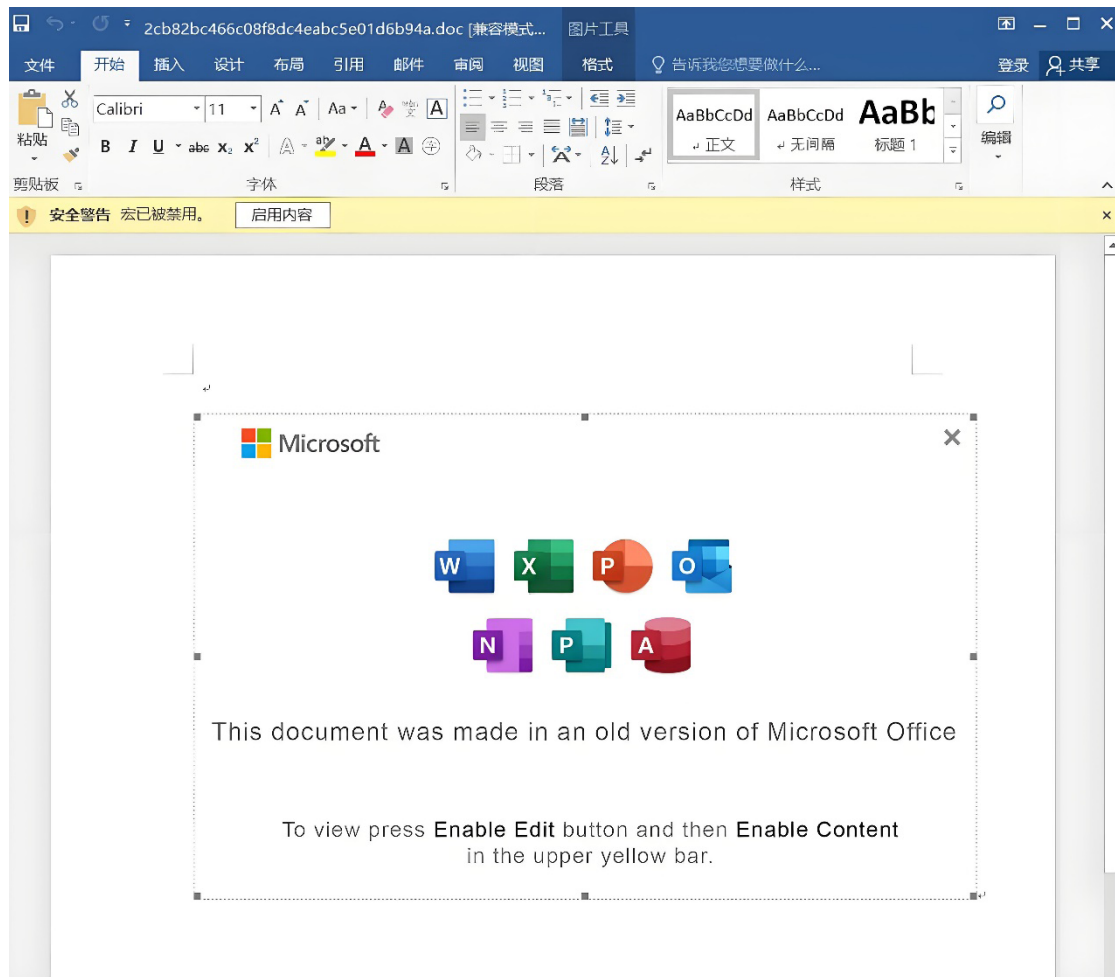 2cb82bc466c08f8dc4eabc5e01d6b94a.doc [兼容模式...
图片工具
文件 开始 插入 设计 布局 引用 邮件 审阅 视图 格式 告诉我您想要做什么... 登录 共享
粘贴
Calibri 11 A A Aa A
B I U abc X₂ X² A aby A A 字
AaBbCcDd AaBbCcDd AaBb
正文 无间隔 标题 1
编辑
剪贴板 字体 段落 样式
安全警告 宏已被禁用。 启用内容
Microsoft
W X P O
N P A
This document was made in an old version of Microsoft Office
To view press Enable Edit button and then Enable Content
in the upper yellow bar.